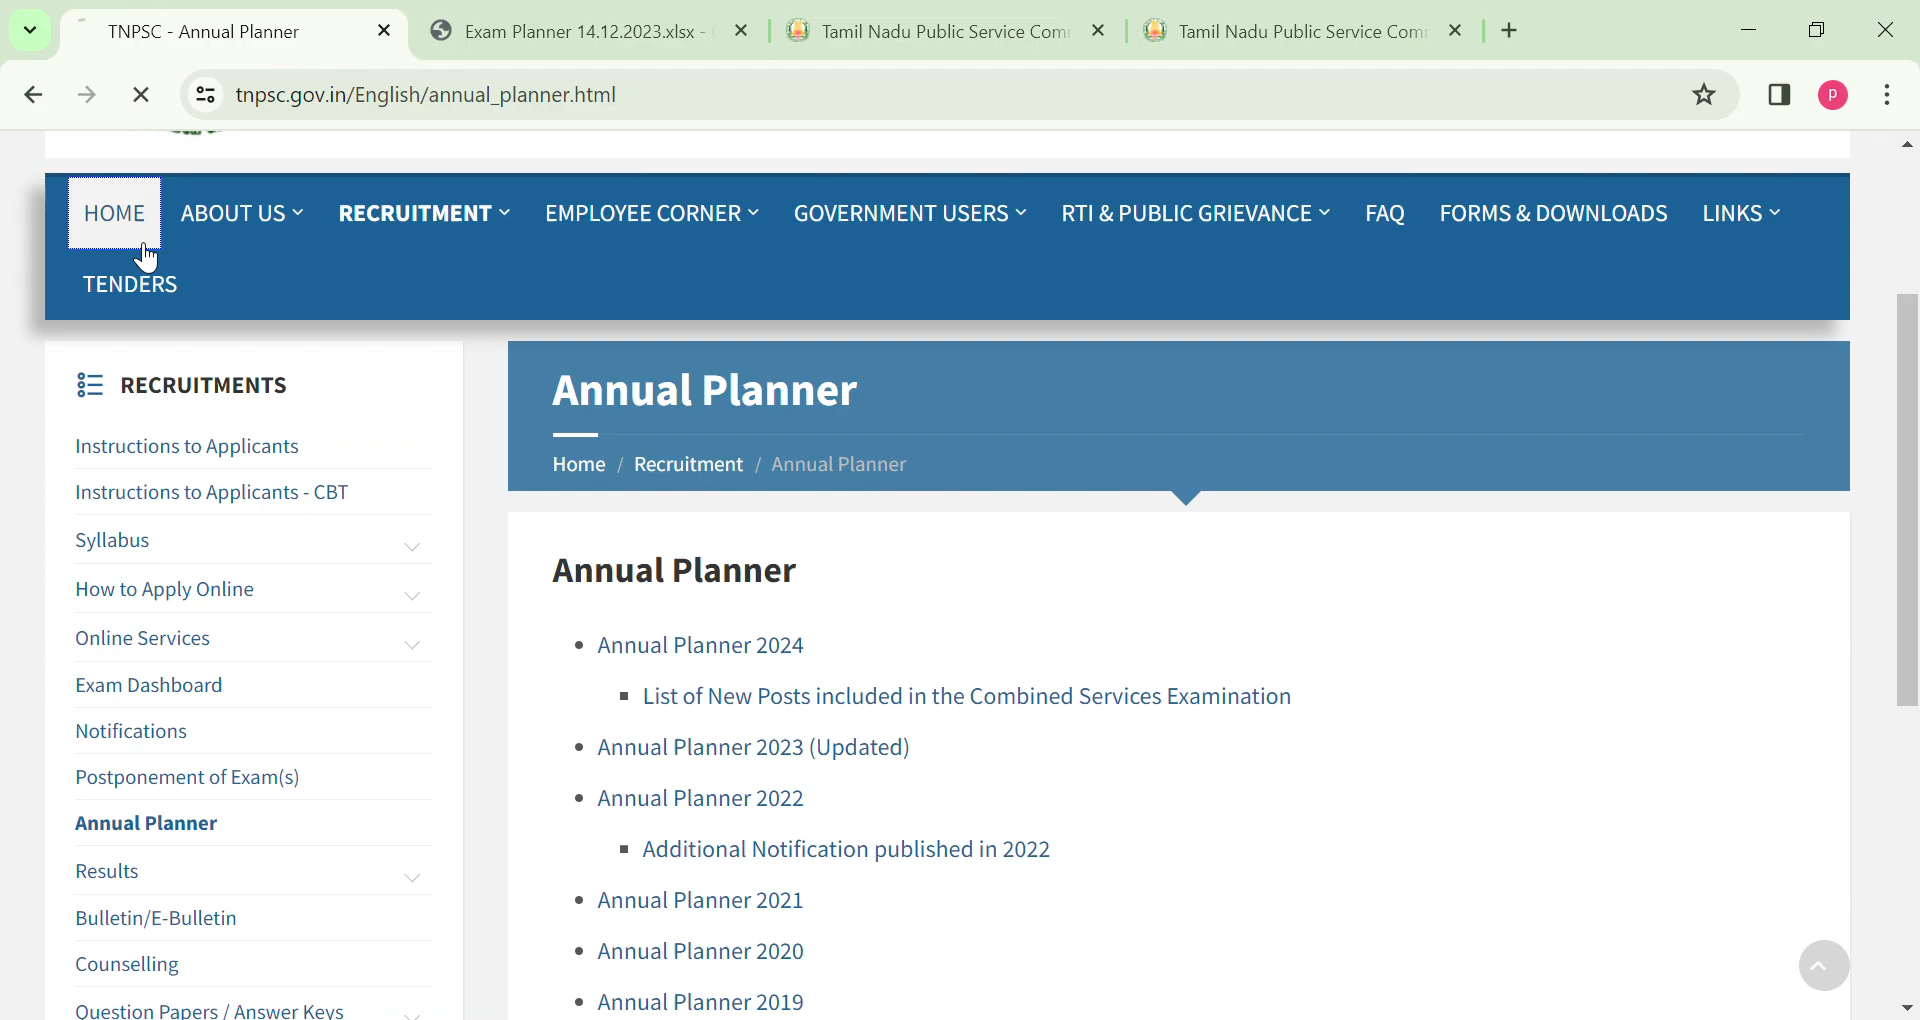 TNPSC - Annual Planner
Exam Planner 14.12.2023.xlsx -
Tamil Nadu Public Service Com
Tamil Nadu Public Service Com
tnpsc.gov.in/English/annual_planner.html
P
HOME ABOUT US RECRUITMENT EMPLOYEE CORNER GOVERNMENT USERS RTI & PUBLIC GRIEVANCE FAQ FORMS & DOWNLOADS LINKS
TENDERS
RECRUITMENTS
Instructions to Applicants
Instructions to Applicants - CBT
Syllabus
How to Apply Online
Online Services
Exam Dashboard
Notifications
Postponement of Exam(s)
Annual Planner
Results
Bulletin/E-Bulletin
Counselling
Question Papers / Answer Keys
Annual Planner
Home / Recruitment / Annual Planner
Annual Planner
Annual Planner 2024
List of New Posts included in the Combined Services Examination
Annual Planner 2023 (Updated)
Annual Planner 2022
Additional Notification published in 2022
Annual Planner 2021
Annual Planner 2020
Annual Planner 2019